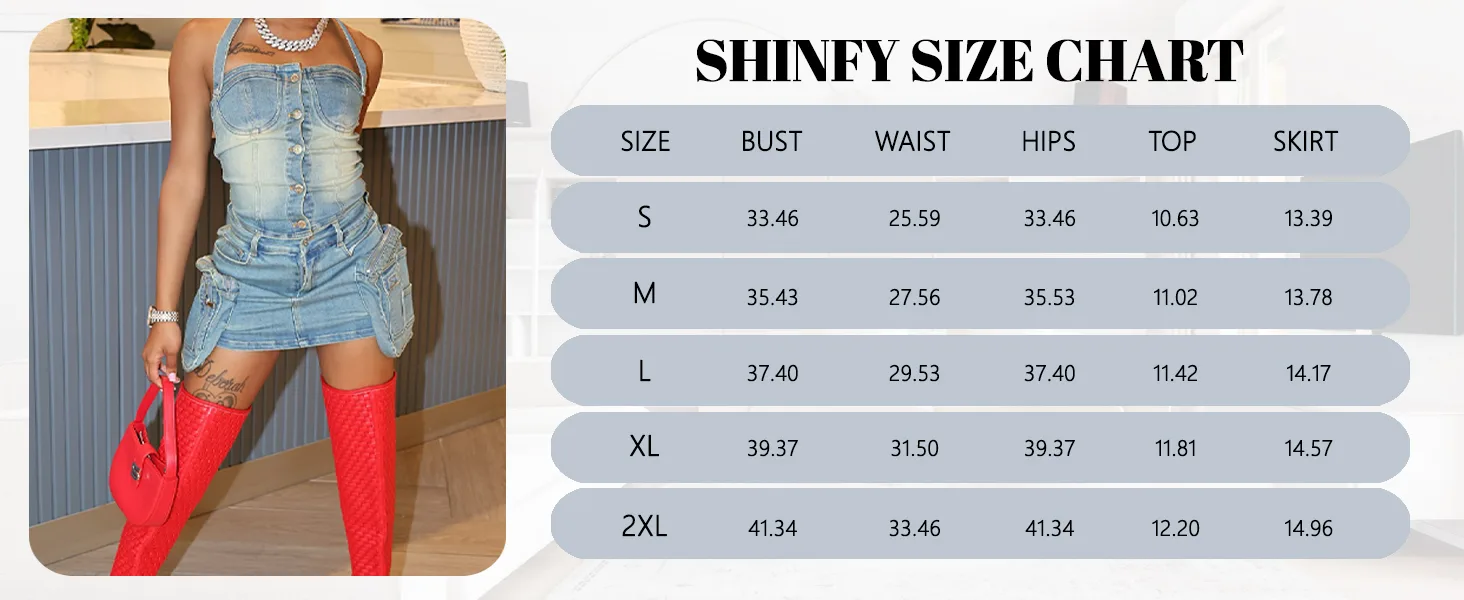 SHINFY SIZE CHART
SIZE BUST WAIST HIPS TOP SKIRT
S 33.46 25.59 33.46 10.63 13.39
M 35.43 27.56 35.53 11.02 13.78
L 37.40 29.53 37.40 11.42 14.17
XL 39.37 31.50 39.37 11.81 14.57
2XL 41.34 33.46 41.34 12.20 14.96
Deborah